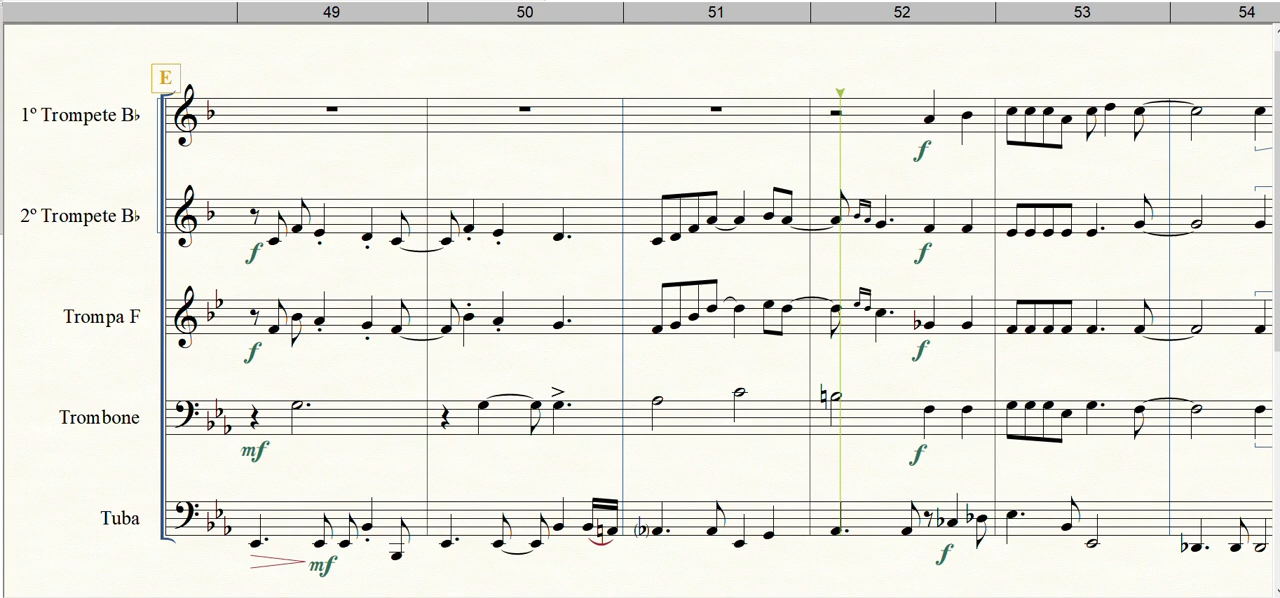 49 50 51 52 53 54
E
1º Trompete B♭
f
2º Trompete B♭
f f
Trompa F
f f
Trombone
mf f
Tuba
mf f